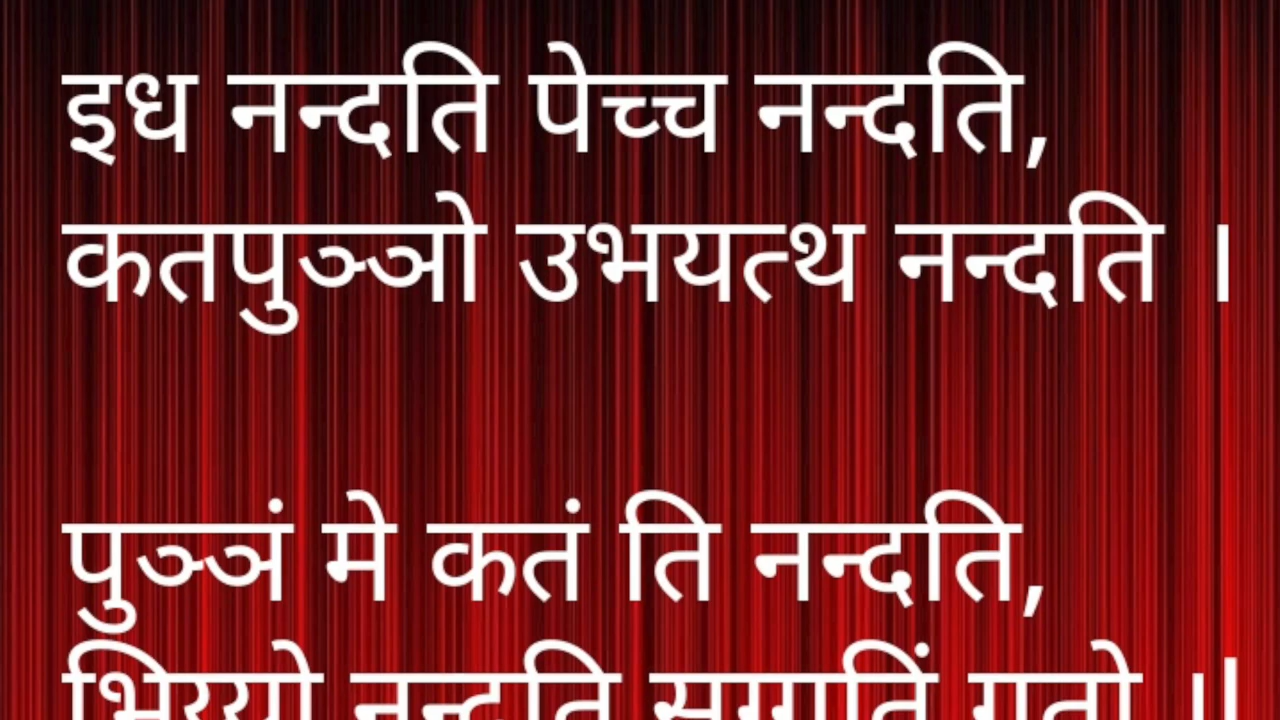 इध नन्दति पेच्च नन्दति,
कतपुञ्ञो उभयत्थ नन्दति ।
पुञ्ञं मे कतं ति नन्दति,
भिय्यो नन्दति सुग्गतिं गतो ।।